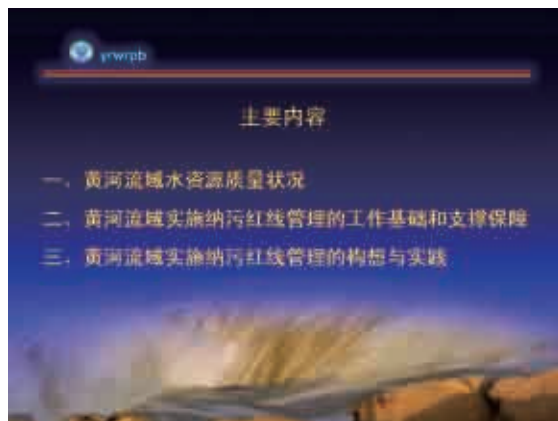 yrwrpb
主要内容
一、黄河流域水资源质量状况
二、黄河流域实施纳污红线管理的工作基础和支撑保障
三、黄河流域实施纳污红线管理的构想与实践